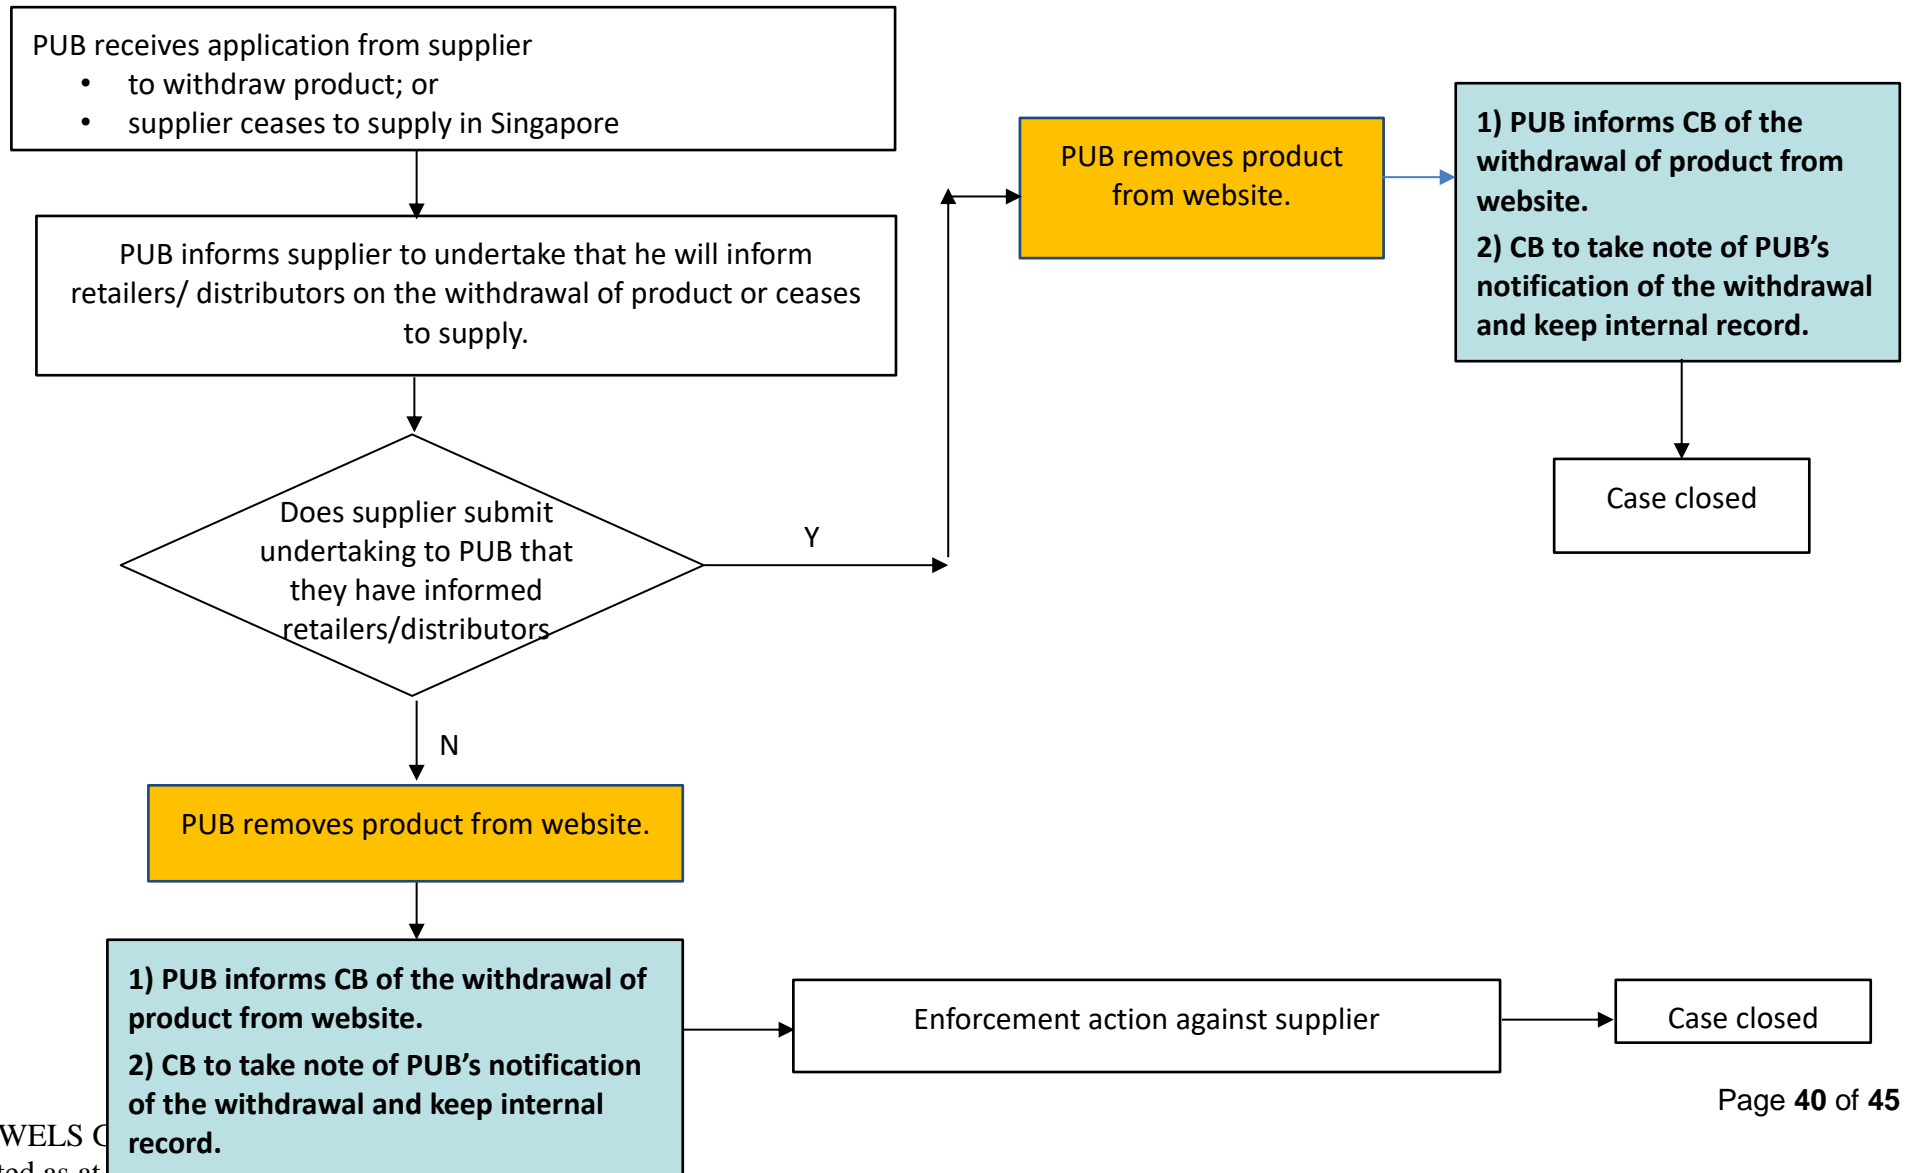 PUB receives application from supplier
• to withdraw product; or
• supplier ceases to supply in Singapore
PUB informs supplier to undertake that he will inform
retailers/ distributors on the withdrawal of product or ceases
to supply.
Does supplier submit
undertaking to PUB that
they have informed
retailers/distributors
Y
PUB removes product
from website.
1) PUB informs CB of the
withdrawal of product from
website.
2) CB to take note of PUB’s
notification of the withdrawal
and keep internal record.
Case closed
N
PUB removes product from website.
1) PUB informs CB of the withdrawal of
product from website.
2) CB to take note of PUB’s notification
of the withdrawal and keep internal
record.
Enforcement action against supplier
Case closed
Page 40 of 45
WELS
as at